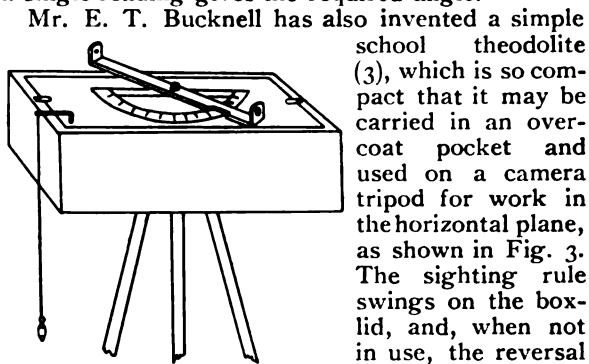 Mr. E. T. Bucknell has also invented a simple
school theodolite
(3), which is so com-
pact that it may be
carried in an over-
coat pocket and
used on a camera
tripod for work in
the horizontal plane,
as shown in Fig. 3.
The sighting rule
swings on the box-
lid, and, when not
in use, the reversal